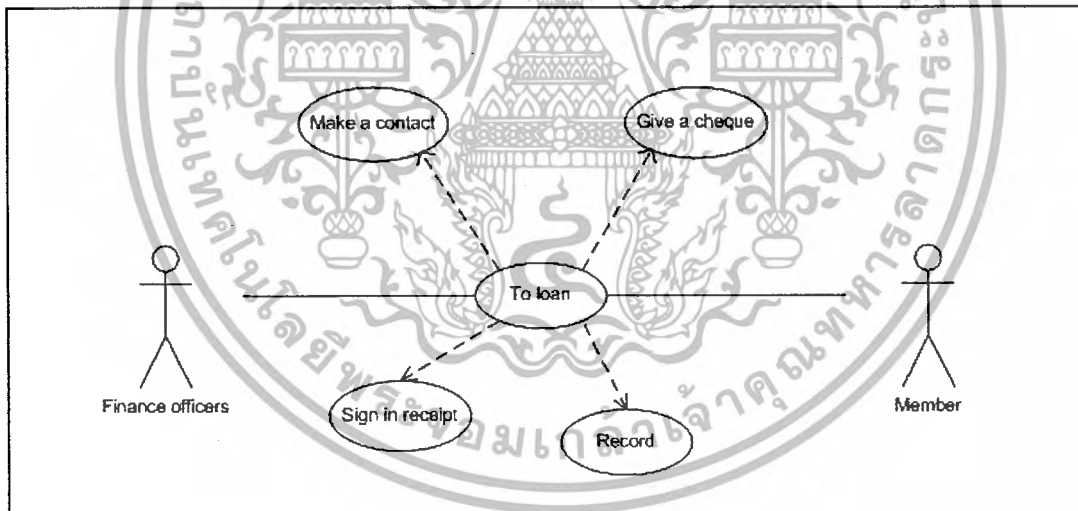 Make a contact
Give a cheque
To loan
Finance officers
Member
Sign in receipt
Record